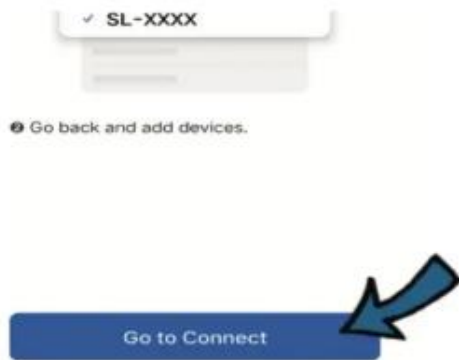 SL-XXXX
❷ Go back and add devices.
Go to Connect